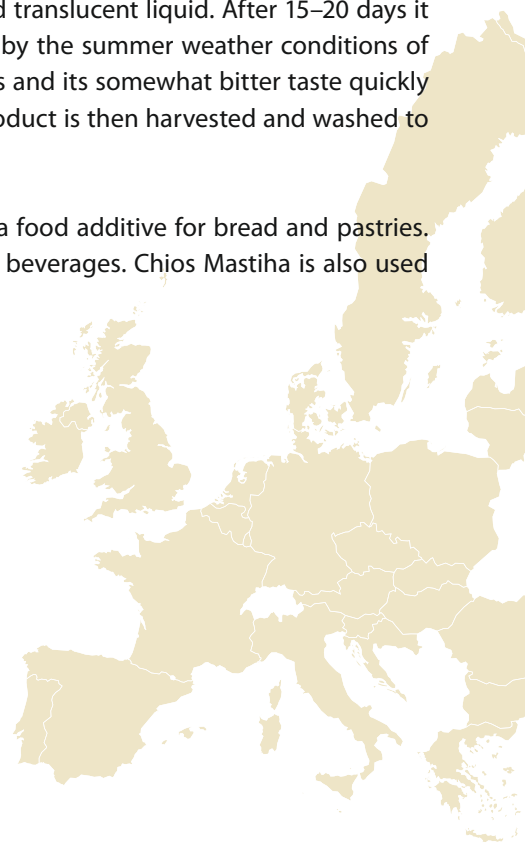 d translucent liquid. After 15–20 days it
by the summer weather conditions of
s and its somewhat bitter taste quickly
oduct is then harvested and washed to
a food additive for bread and pastries.
beverages. Chios Mastiha is also used